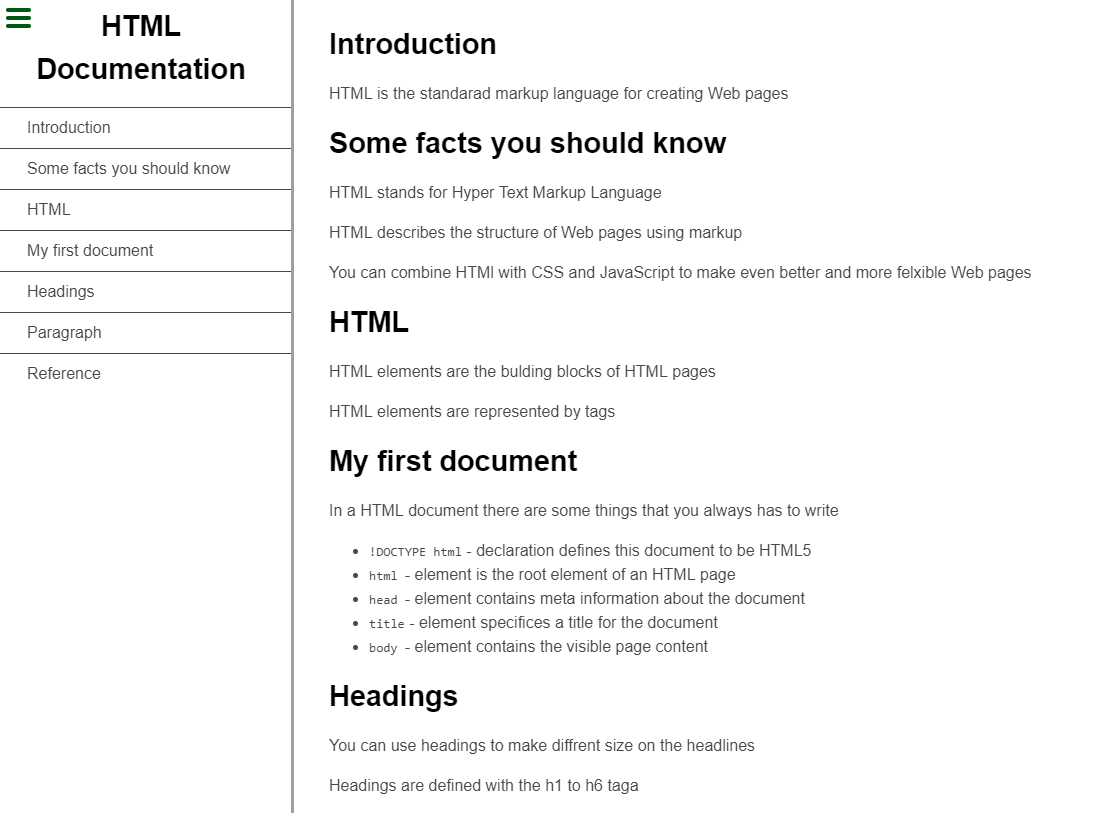 HTML
Documentation
Introduction
Some facts you should know
HTML
My first document
Headings
Paragraph
Reference
Introduction
HTML is the standarad markup language for creating Web pages
Some facts you should know
HTML stands for Hyper Text Markup Language
HTML describes the structure of Web pages using markup
You can combine HTMl with CSS and JavaScript to make even better and more felxible Web pages
HTML
HTML elements are the bulding blocks of HTML pages
HTML elements are represented by tags
My first document
In a HTML document there are some things that you always has to write
• !DOCTYPE html - declaration defines this document to be HTML5
• html - element is the root element of an HTML page
• head - element contains meta information about the document
• title - element specifices a title for the document
• body - element contains the visible page content
Headings
You can use headings to make diffrent size on the headlines
Headings are defined with the h1 to h6 taga